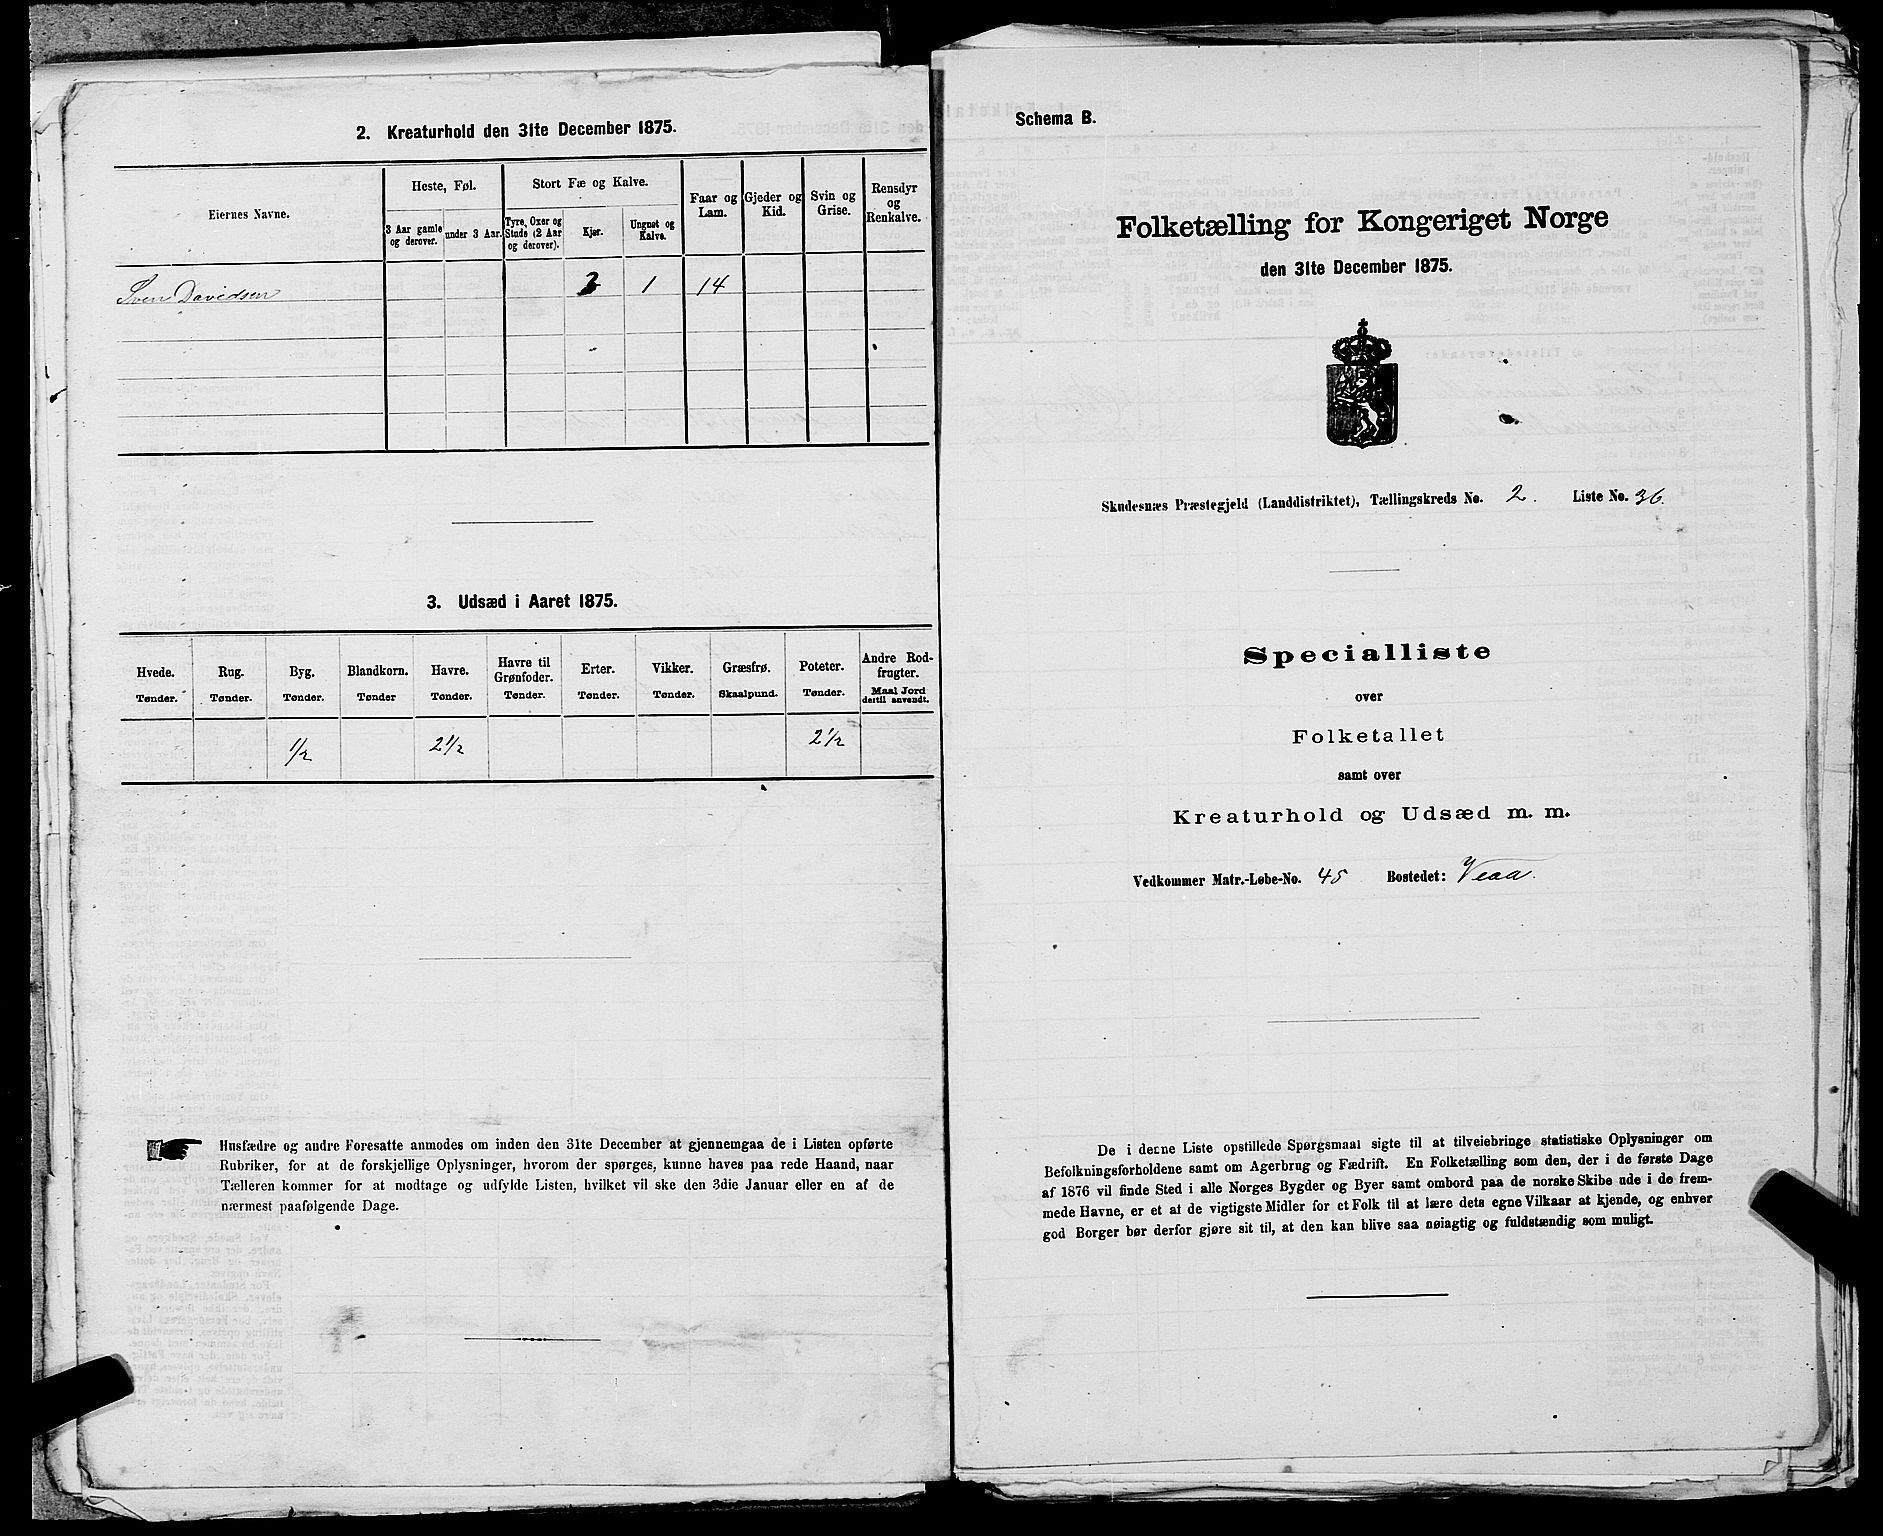 2. Kreaturhold den 31te December 1875.
Eiernes Navne.
Heste, Føl.
Stort Fæ og Kalve.
Faar og Lam.
Gjeder og Kid.
Svin og Grise.
Rensdyr og Renkalve.
3 Aar gamle og derover.
under 3 Aar.
Tyre, Oxer og Stude (2 Aar og derover).
Kjør.
Ungnøt og Kalve.
Sven Davidsen 1 14
3. Udsæd i Aaret 1875.
Hvede. Rug. Byg. Blandkorn. Havre. Havre til Grønfoder. Erter. Vikker. Græsfrø. Poteter. Andre Rodfrugter.
Tønder. Tønder. Tønder. Tønder Tønder. Tønder. Tønder. Tønder. Skaalpund. Tønder. Maal Jord dertil anvendt.
1/2 2 1/2 2 1/2
Husfædre og andre Foresatte anmodes om inden den 31te December at gjennemgaa de i Listen opførte
Rubriker, for at de forskjellige Oplysninger, hvorom der spørges, kunne haves paa rede Haand, naar
Tælleren kommer for at modtage og udfylde Listen, hvilket vil ske den 3die Januar eller en af de
nærmest paafølgende Dage.
Schema B.
Folketælling for Kongeriget Norge
den 31te December 1875.
Skudesnæs Præstegjeld (Landdistriktet), Tællingskreds No. 2. Liste No. 36.
Specialliste
over
Folketallet
samt over
Kreaturhold og Udsæd m. m.
Vedkommer Matr.-Løbe-No. 45 Bostedet: Veaa.
De i denne Liste opstillede Spørgsmaal sigte til at tilveiebringe statistiske Oplysninger om
Befolkningsforholdene samt om Agerbrug og Fædrift. En Folketælling som den, der i de første Dage
af 1876 vil finde Sted i alle Norges Bygder og Byer samt ombord paa de norske Skibe ude i de frem-
mede Havne, er et af de vigtigste Midler for et Folk til at lære dets egne Vilkaar at kjende, og enhver
god Borger bør derfor gjøre sit til, at den kan blive saa nøiagtig og fuldstændig som muligt.